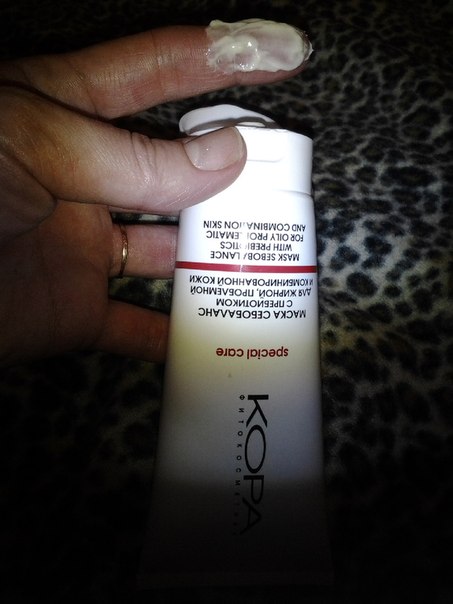 КОРА
ФИТОКОСМЕТИКА
special care
МАСКА СЕБОБАЛАНС
С ПРЕБИОТИКОМ
ДЛЯ ЖИРНОЙ, ПРОБЛЕМНОЙ
И КОМБИНИРОВАННОЙ КОЖИ
MASK SEBOBALANCE
WITH PREBIOTICS
FOR OILY PROBLEMATIC
AND COMBINATION SKIN